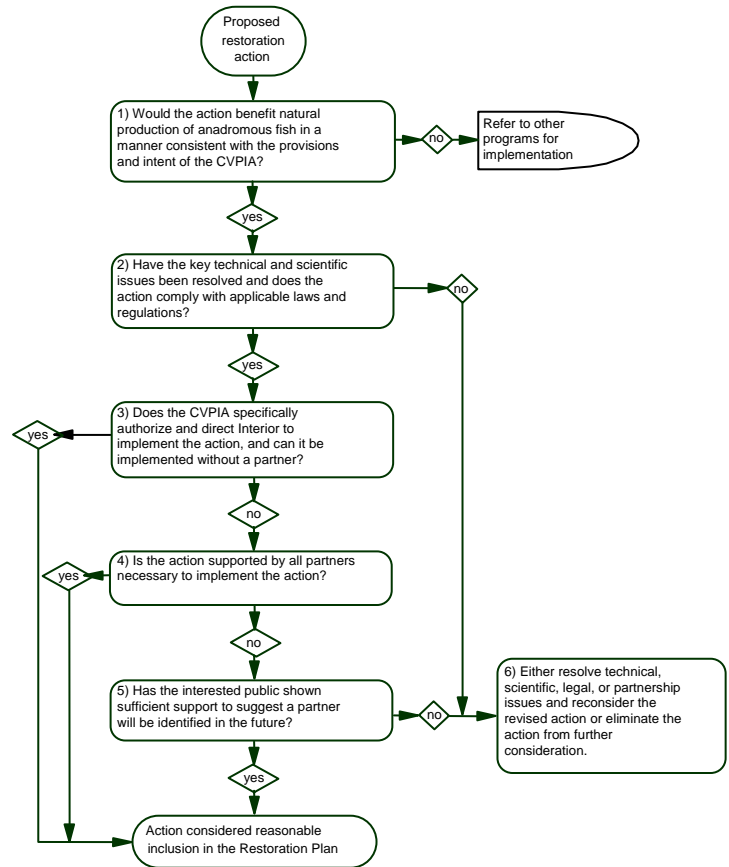 Proposed
restoration
action
1) Would the action benefit natural
production of anadromous fish in a
manner consistent with the provisions
and intent of the CVPIA?
no
Refer to other
programs for
implementation
yes
2) Have the key technical and scientific
issues been resolved and does the
action comply with applicable laws and
regulations?
no
yes
3) Does the CVPIA specifically
authorize and direct Interior to
implement the action, and can it be
implemented without a partner?
yes
no
4) Is the action supported by all partners
necessary to implement the action?
yes
no
5) Has the interested public shown
sufficient support to suggest a partner
will be identified in the future?
no
6) Either resolve technical,
scientific, legal, or partnership
issues and reconsider the
revised action or eliminate the
action from further
consideration.
yes
Action considered reasonable
inclusion in the Restoration Plan